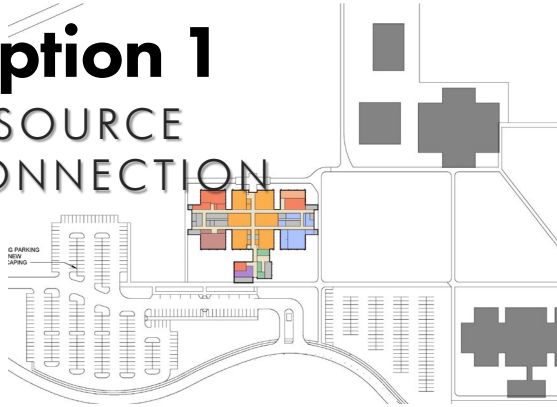 ption 1
SOURCE
ONNECTION
G PARKING
NEW
CAPING